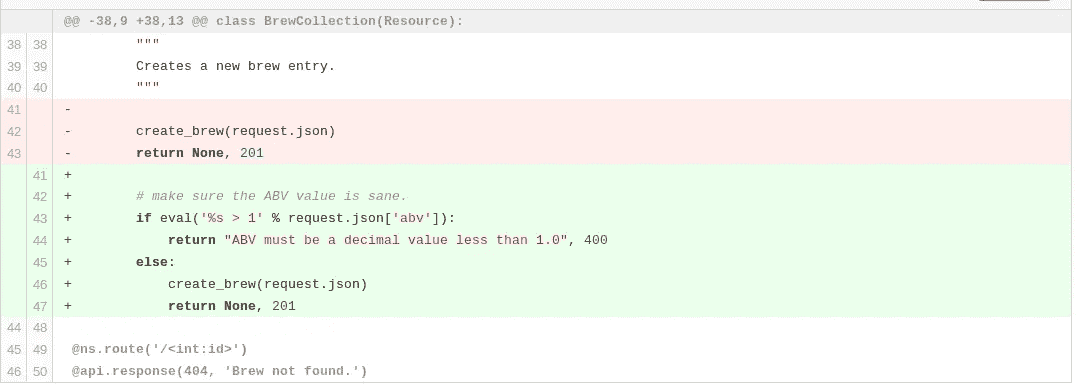 @@ -38,9 +38,13 @@ class BrewCollection(Resource):
38 38 """
39 39 Creates a new brew entry.
40 40 """
41 -
42 - create_brew(request.json)
43 - return None, 201
41 +
42 + # make sure the ABV value is sane.
43 + if eval('%s > 1' % request.json['abv']):
44 + return "ABV must be a decimal value less than 1.0", 400
45 + else:
46 + create_brew(request.json)
47 + return None, 201
44 48
45 49 @ns.route('/<int:id>')
46 50 @api.response(404, 'Brew not found.')